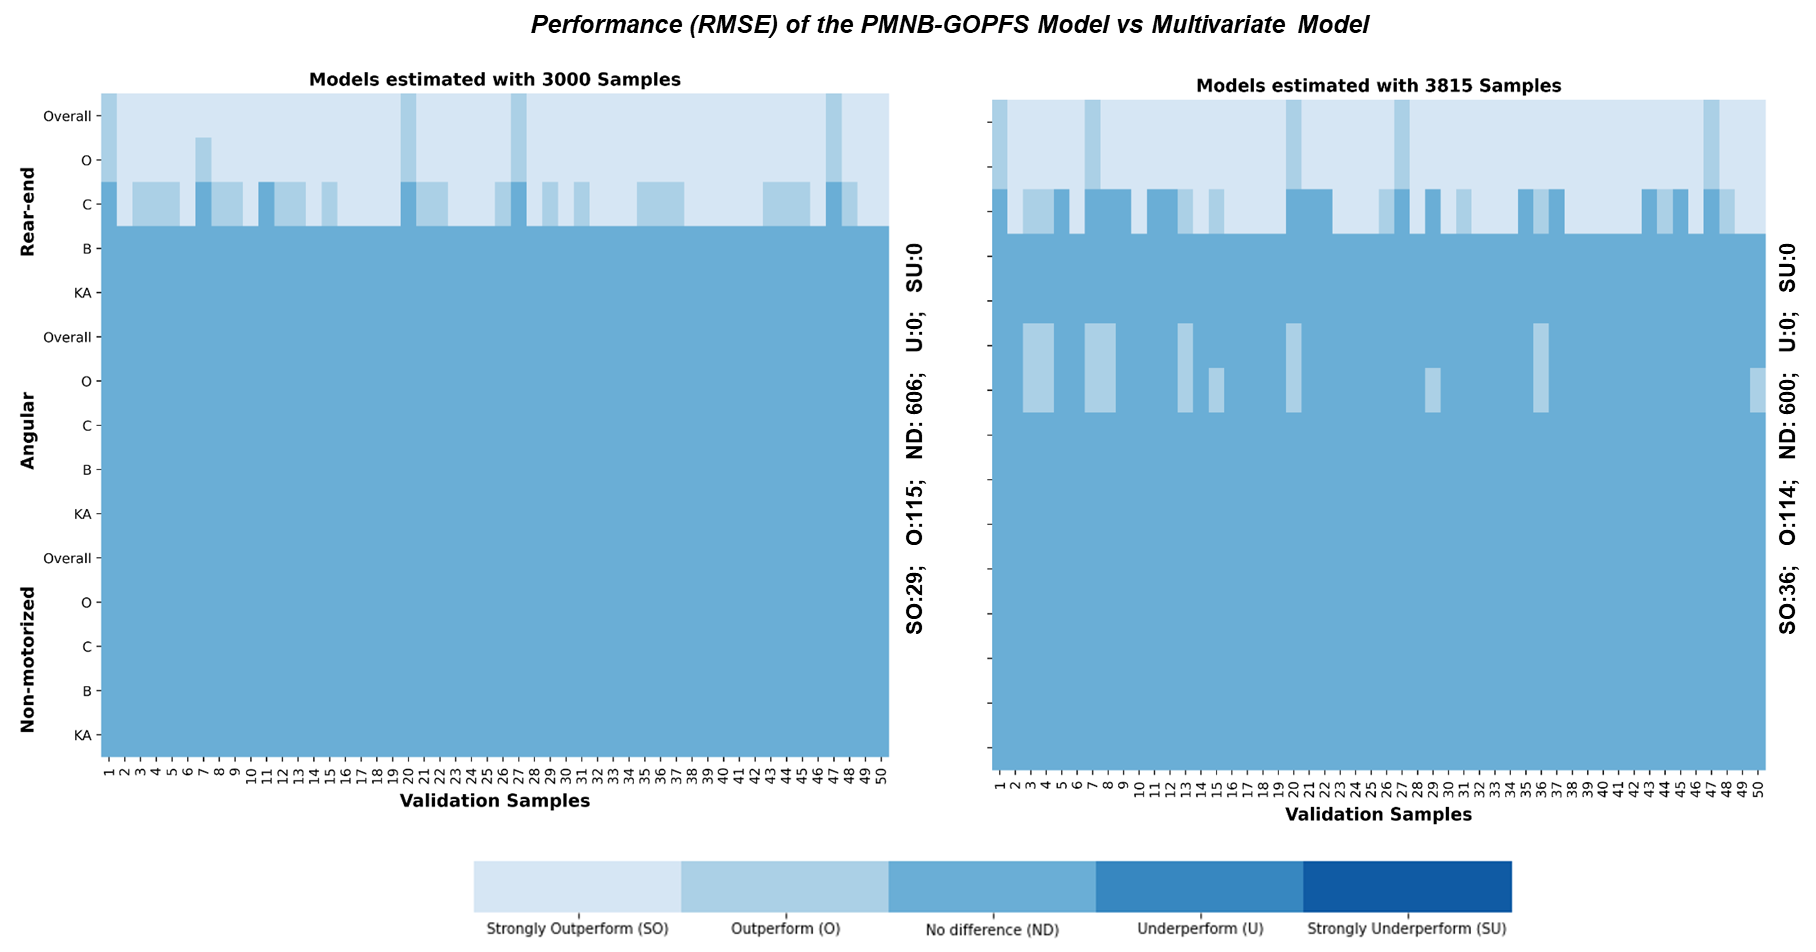 Performance (RMSE) of the PMNB-GOPFS Model vs Multivariate Model
Models estimated with 3000 Samples
Rear-end
Overall
O
C
B
KA
Angular
Overall
O
C
B
KA
Non-motorized
Overall
O
C
B
KA
1 2 3 4 5 6 7 8 9 10 11 12 13 14 15 16 17 18 19 20 21 22 23 24 25 26 27 28 29 30 31 32 33 34 35 36 37 38 39 40 41 42 43 44 45 46 47 48 49 50
Validation Samples
SO:29; O:115; ND: 606; U:0; SU:0
Models estimated with 3815 Samples
1 2 3 4 5 6 7 8 9 10 11 12 13 14 15 16 17 18 19 20 21 22 23 24 25 26 27 28 29 30 31 32 33 34 35 36 37 38 39 40 41 42 43 44 45 46 47 48 49 50
Validation Samples
SO:36; O:114; ND: 600; U:0; SU:0
Strongly Outperform (SO)
Outperform (O)
No difference (ND)
Underperform (U)
Strongly Underperform (SU)